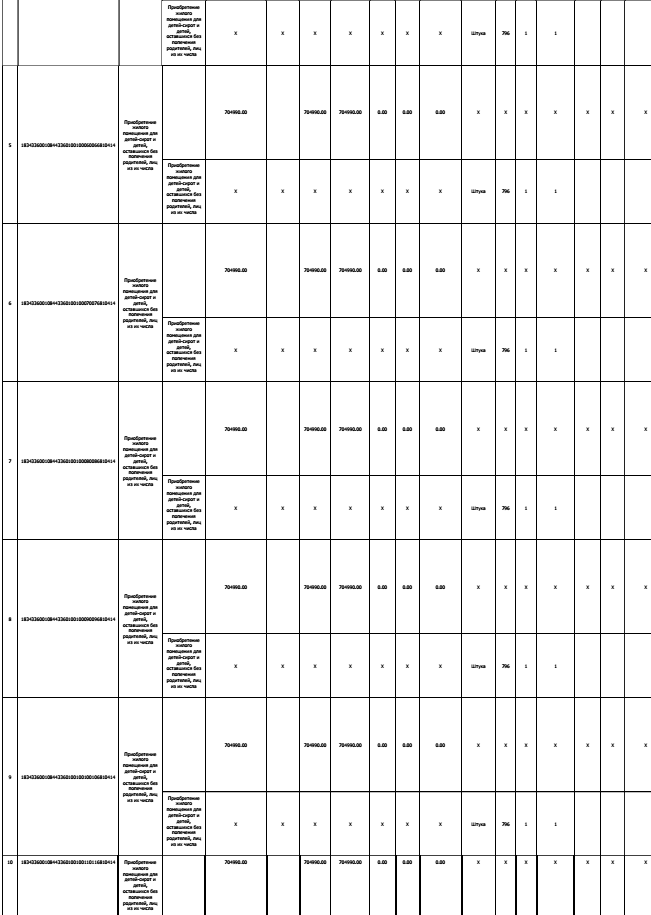 Приобретение
жилого
помещения для
детей-сирот и
детей,
оставшихся без
попечения
родителей, лиц
из их числа
X X X X X X X Штука 796 1 1
5 183433600108443360100100060066810414
Приобретение
жилого
помещения для
детей-сирот и
детей,
оставшихся без
попечения
родителей, лиц
из их числа
704990.00 704990.00 704990.00 0.00 0.00 0.00 X X X X X X X
Приобретение
жилого
помещения для
детей-сирот и
детей,
оставшихся без
попечения
родителей, лиц
из их числа
X X X X X X X Штука 796 1 1
6 183433600108443360100100070076810414
Приобретение
жилого
помещения для
детей-сирот и
детей,
оставшихся без
попечения
родителей, лиц
из их числа
704990.00 704990.00 704990.00 0.00 0.00 0.00 X X X X X X X
Приобретение
жилого
помещения для
детей-сирот и
детей,
оставшихся без
попечения
родителей, лиц
из их числа
X X X X X X X Штука 796 1 1
7 183433600108443360100100080086810414
Приобретение
жилого
помещения для
детей-сирот и
детей,
оставшихся без
попечения
родителей, лиц
из их числа
704990.00 704990.00 704990.00 0.00 0.00 0.00 X X X X X X X
Приобретение
жилого
помещения для
детей-сирот и
детей,
оставшихся без
попечения
родителей, лиц
из их числа
X X X X X X X Штука 796 1 1
8 183433600108443360100100090096810414
Приобретение
жилого
помещения для
детей-сирот и
детей,
оставшихся без
попечения
родителей, лиц
из их числа
704990.00 704990.00 704990.00 0.00 0.00 0.00 X X X X X X X
Приобретение
жилого
помещения для
детей-сирот и
детей,
оставшихся без
попечения
родителей, лиц
из их числа
X X X X X X X Штука 796 1 1
9 183433600108443360100100100106810414
Приобретение
жилого
помещения для
детей-сирот и
детей,
оставшихся без
попечения
родителей, лиц
из их числа
704990.00 704990.00 704990.00 0.00 0.00 0.00 X X X X X X X
Приобретение
жилого
помещения для
детей-сирот и
детей,
оставшихся без
попечения
родителей, лиц
из их числа
X X X X X X X Штука 796 1 1
10 183433600108443360100100110116810414
Приобретение
жилого
помещения для
детей-сирот и
детей,
оставшихся без
попечения
родителей, лиц
из их числа
704990.00 704990.00 704990.00 0.00 0.00 0.00 X X X X X X X